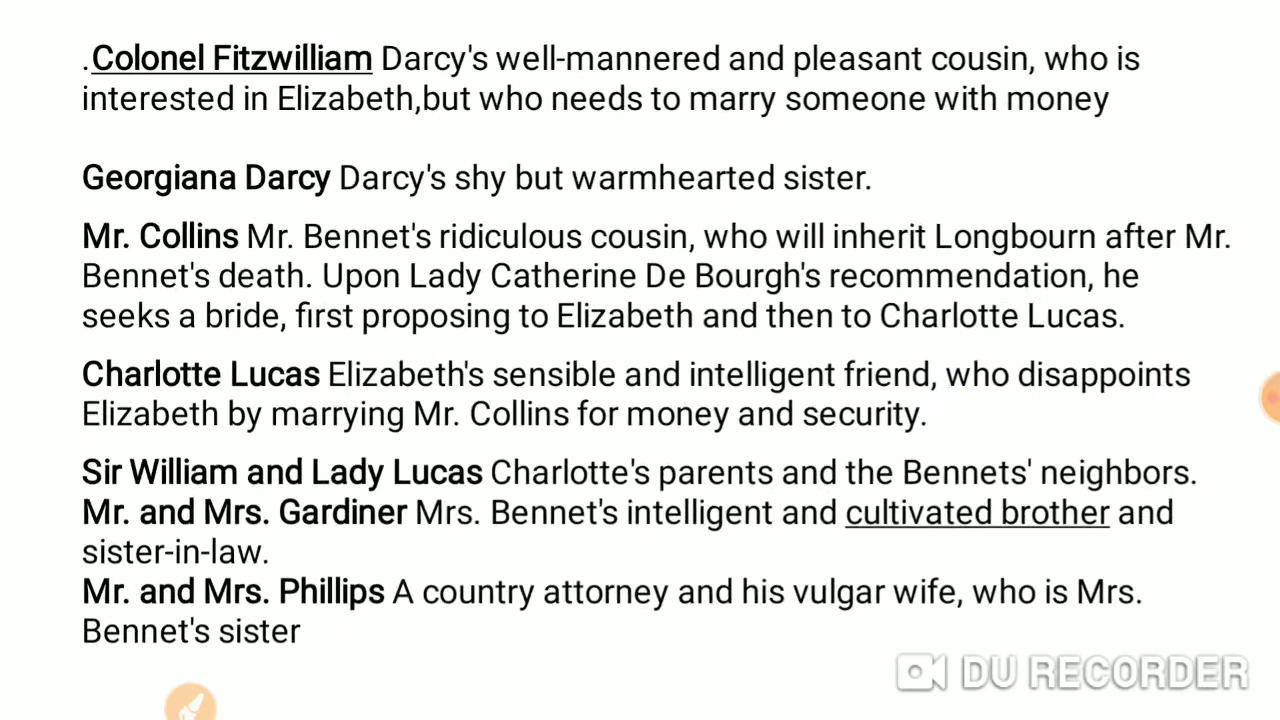 .Colonel Fitzwilliam Darcy's well-mannered and pleasant cousin, who is
interested in Elizabeth,but who needs to marry someone with money
Georgiana Darcy Darcy's shy but warmhearted sister.
Mr. Collins Mr. Bennet's ridiculous cousin, who will inherit Longbourn after Mr.
Bennet's death. Upon Lady Catherine De Bourgh's recommendation, he
seeks a bride, first proposing to Elizabeth and then to Charlotte Lucas.
Charlotte Lucas Elizabeth's sensible and intelligent friend, who disappoints
Elizabeth by marrying Mr. Collins for money and security.
Sir William and Lady Lucas Charlotte's parents and the Bennets' neighbors.
Mr. and Mrs. Gardiner Mrs. Bennet's intelligent and cultivated brother and
sister-in-law.
Mr. and Mrs. Phillips A country attorney and his vulgar wife, who is Mrs.
Bennet's sister
DU RECORDER